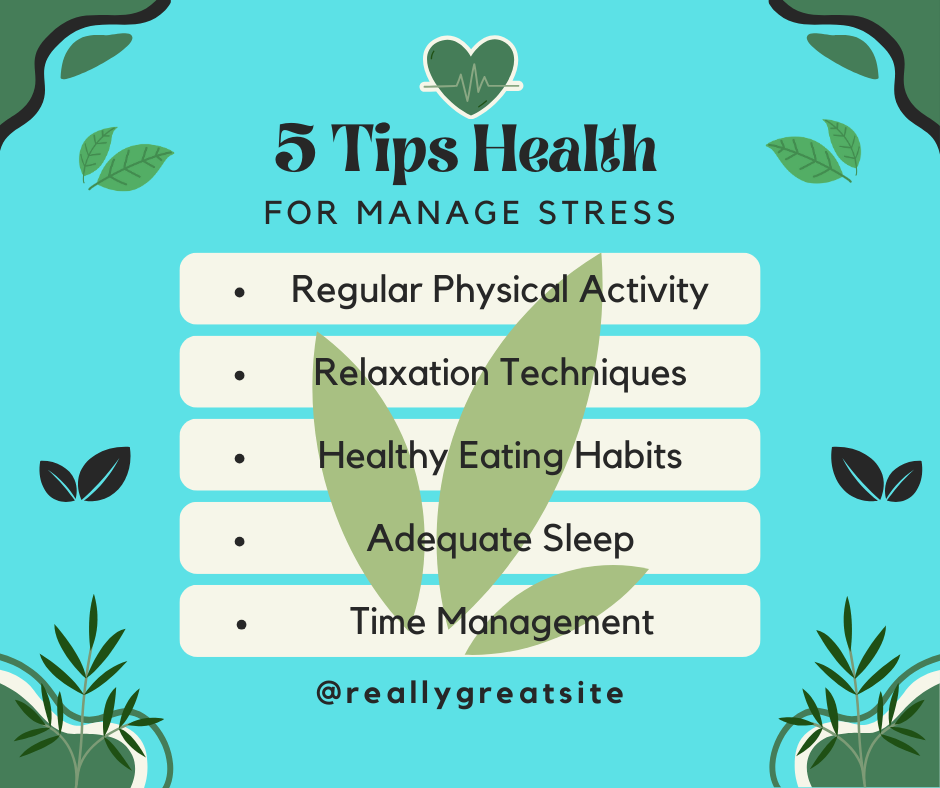 5 Tips Health
FOR MANAGE STRESS
• Regular Physical Activity
• Relaxation Techniques
• Healthy Eating Habits
• Adequate Sleep
• Time Management
@reallygreatsite